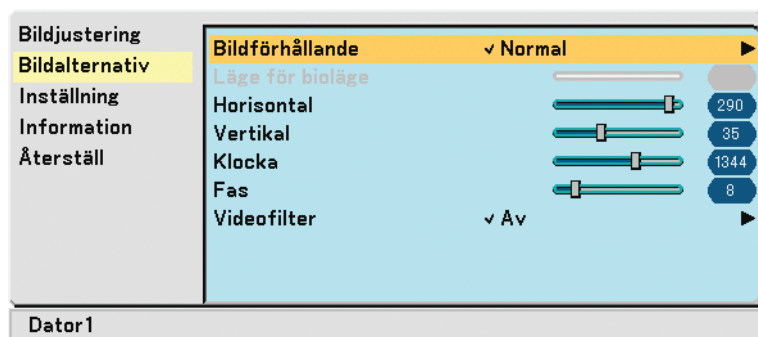 Bildjustering
Bildalternativ
Inställning
Information
Återställ
Bildförhållande ✓ Normal
Läge för bioläge
Horisontal 290
Vertikal 35
Klocka 1344
Fas 8
Videofilter ✓ Av
Dator1